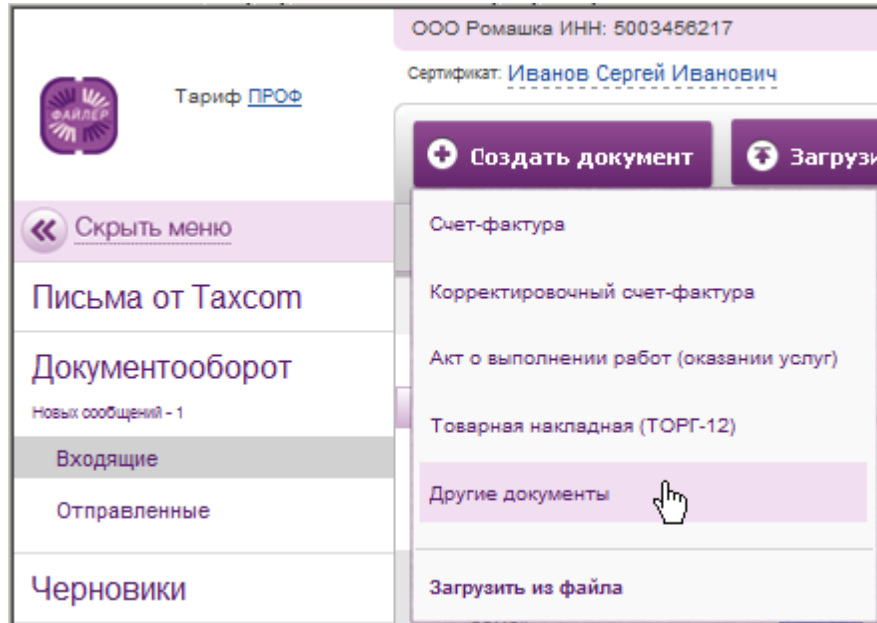 ООО Ромашка ИНН: 5003456217
Сертификат: Иванов Сергей Иванович
ФАЙЛЕР
Тариф ПРОФ
Создать документ
Загрузи
Скрыть меню
Письма от Taxcom
Документооборот
Новых сообщений - 1
Входящие
Отправленные
Черновики
Счет-фактура
Корректировочный счет-фактура
Акт о выполнении работ (оказании услуг)
Товарная накладная (ТОРГ-12)
Другие документы
Загрузить из файла